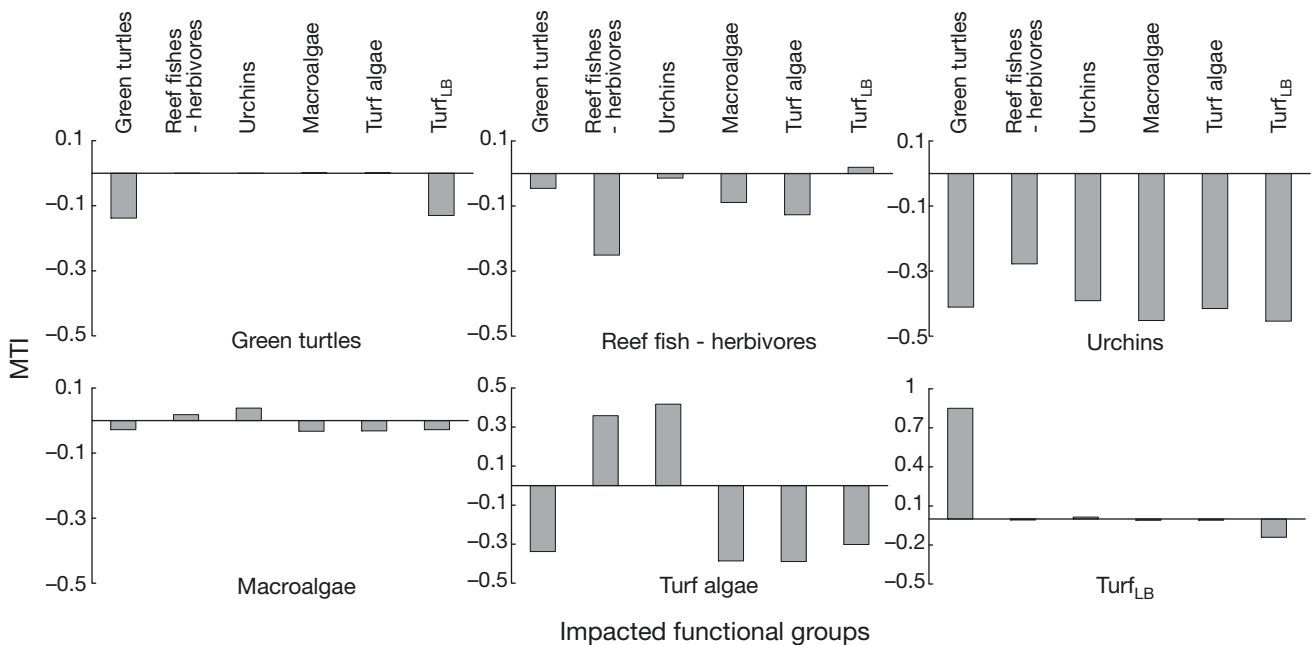 Green turtles
Reef fishes
- herbivores
Urchins
Macroalgae
Turf algae
TurfLB
Green turtles
Reef fishes
- herbivores
Urchins
Macroalgae
Turf algae
TurfLB
Green turtles
Reef fishes
- herbivores
Urchins
Macroalgae
Turf algae
TurfLB
MTI
0.1
−0.1
−0.3
−0.5
Green turtles
0.1
−0.1
−0.3
−0.5
Reef fish - herbivores
0.1
−0.1
−0.3
−0.5
Urchins
0.1
−0.1
−0.3
−0.5
Macroalgae
0.5
0.3
0.1
−0.1
−0.3
−0.5
Turf algae
1
0.7
0.4
0.1
−0.2
−0.5
TurfLB
Impacted functional groups